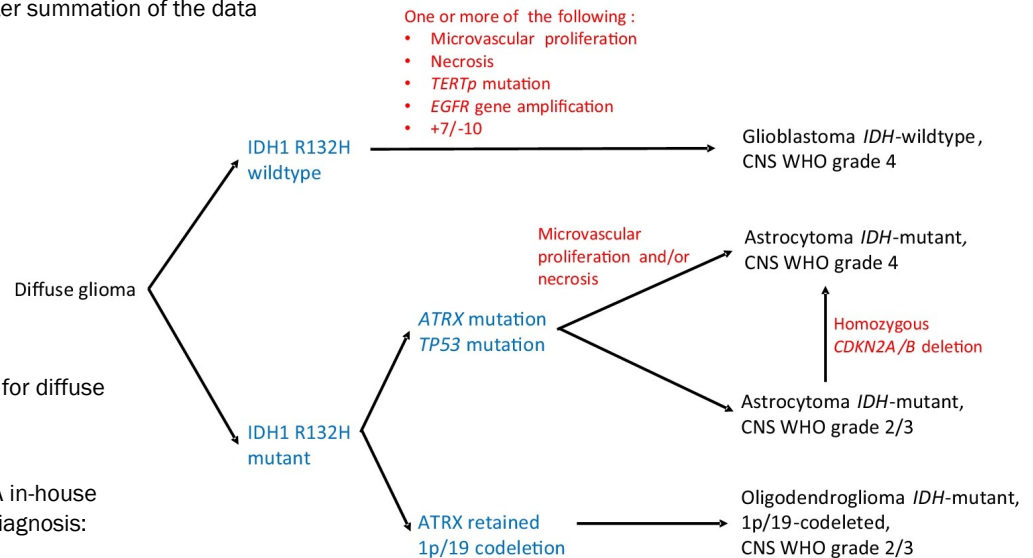 er summation of the data
One or more of the following :
• Microvascular proliferation
• Necrosis
• TERTp mutation
• EGFR gene amplification
• +7/-10
IDH1 R132H
wildtype
Glioblastoma IDH-wildtype,
CNS WHO grade 4
Microvascular
proliferation and/or
necrosis
Astrocytoma IDH-mutant,
CNS WHO grade 4
Diffuse glioma
ATRX mutation
TP53 mutation
Homozygous
CDKN2A/B deletion
for diffuse
Astrocytoma IDH-mutant,
CNS WHO grade 2/3
IDH1 R132H
mutant
A in-house
iagnosis:
ATRX retained
1p/19 codeletion
Oligodendroglioma IDH-mutant,
1p/19-codeleted,
CNS WHO grade 2/3